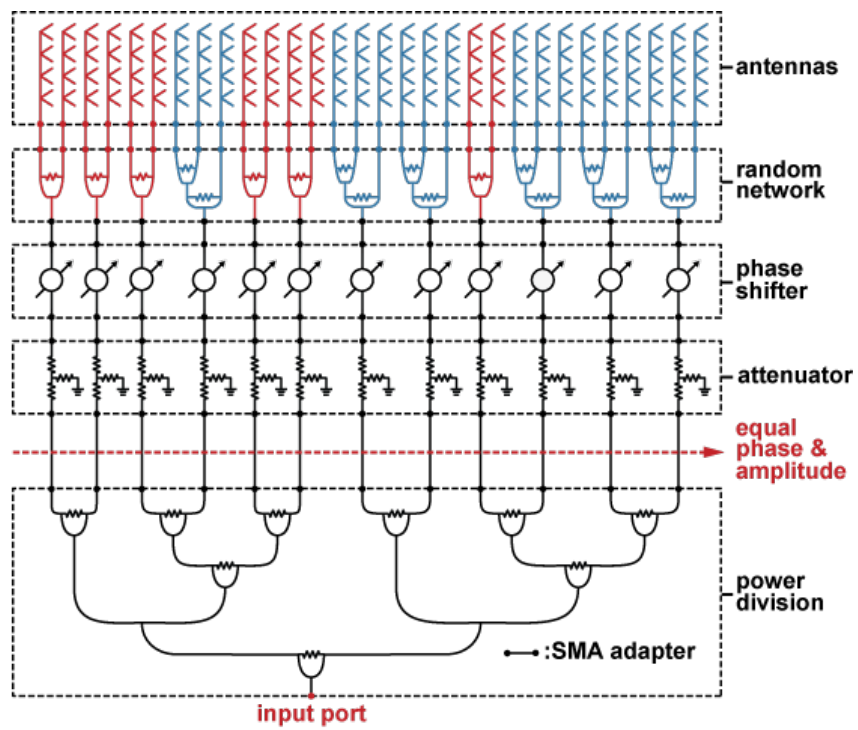 antennas
random
network
phase
shifter
attenuator
equal
phase &
amplitude
power
division
:SMA adapter
input port